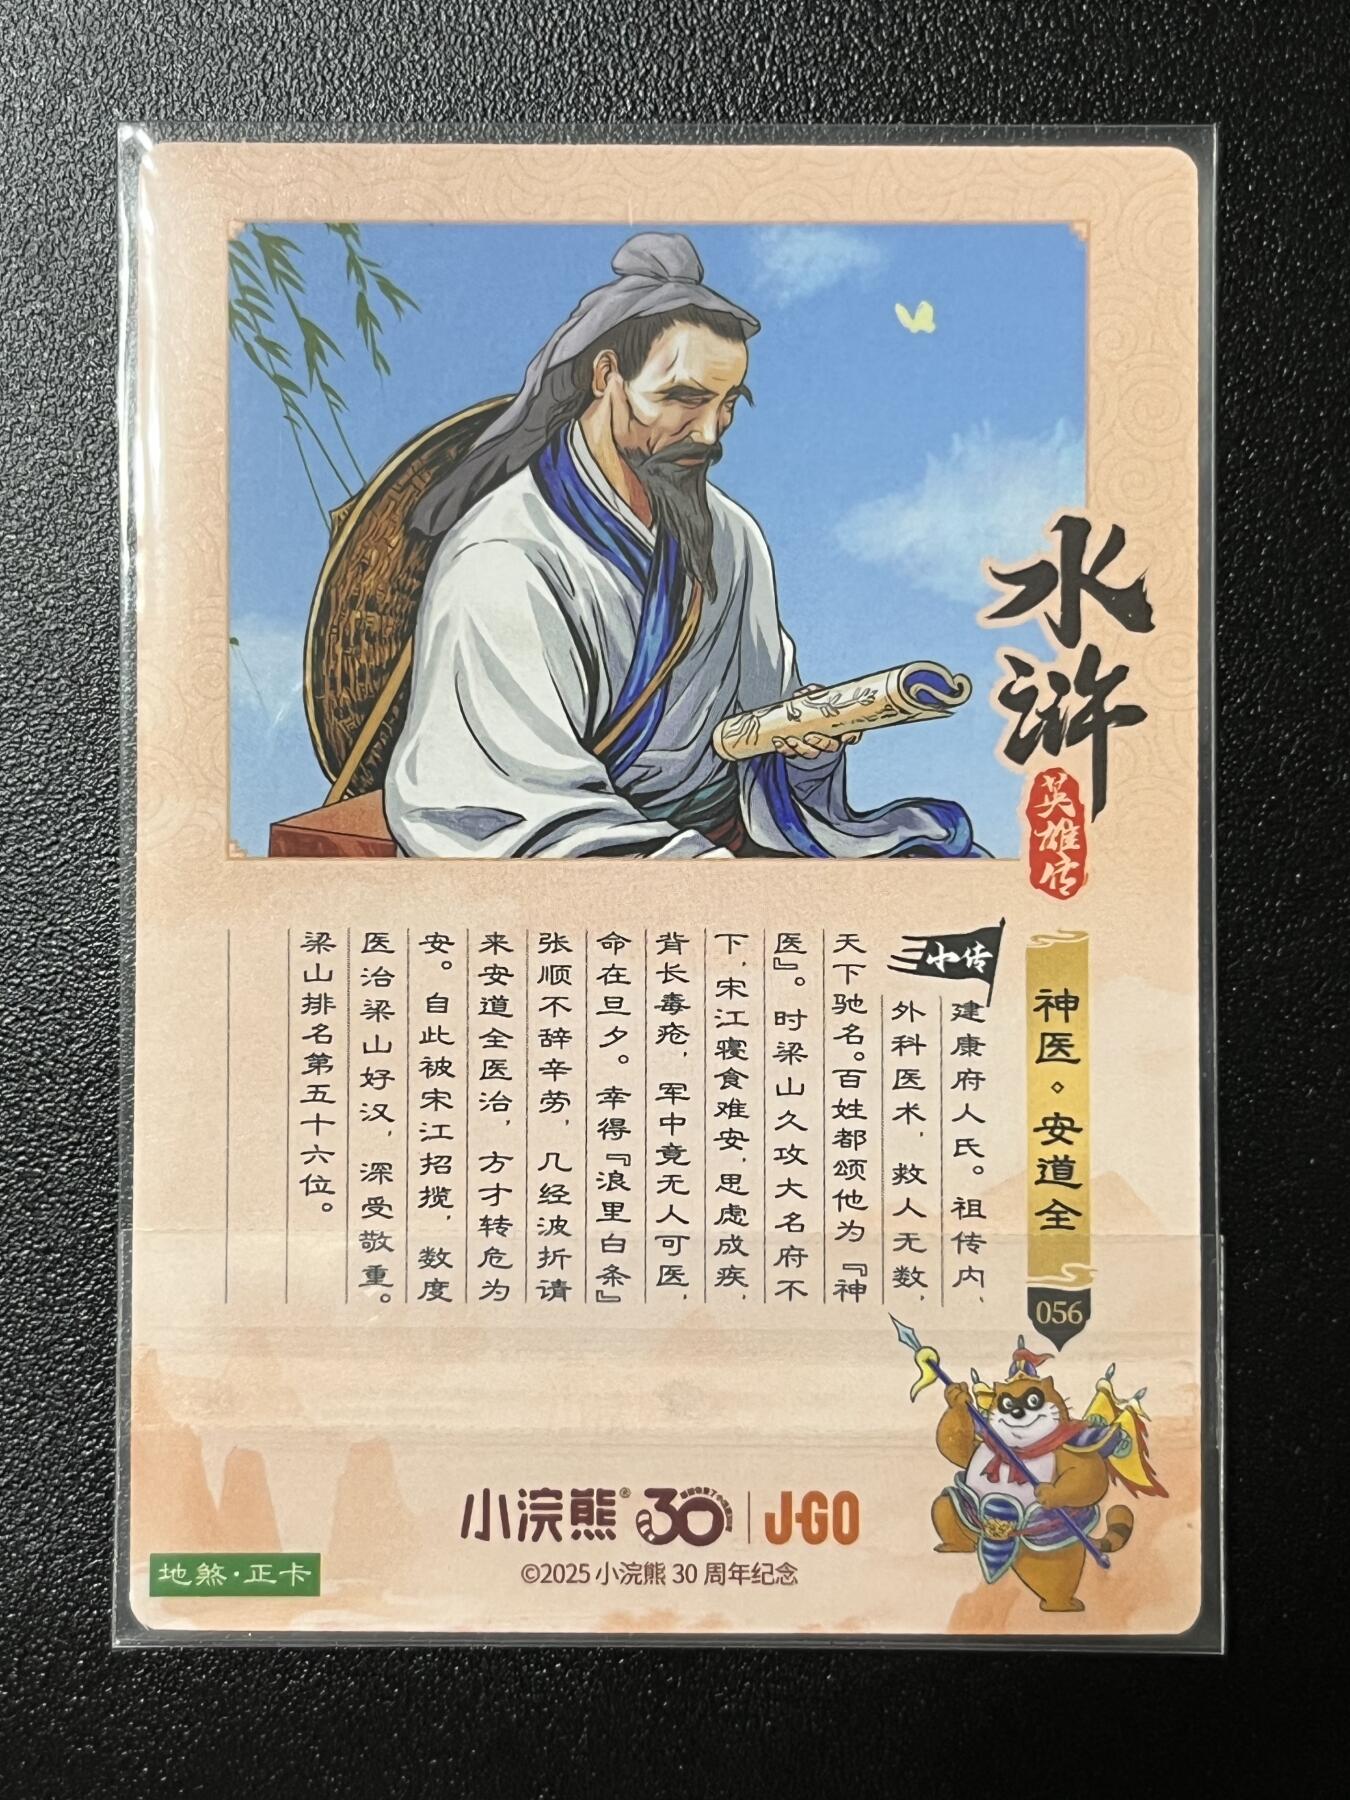 水浒
英雄传
神医·安道全
056
小传
建康府人氏。祖传内、
外科医术，救人无数，
天下驰名。百姓都颂他为『神
医』。时梁山久攻大名府不
下，宋江寝食难安，思虑成疾，
背长毒疮，军中竟无人可医，
命在旦夕。幸得『浪里白条』
张顺不辞辛劳，几经波折请
来安道全医治，方才转危为
安。自此被宋江招揽，数度
医治梁山好汉，深受敬重。
梁山排名第五十六位。
小浣熊® 30 J-GO
©2025 小浣熊 30 周年纪念
地煞·正卡